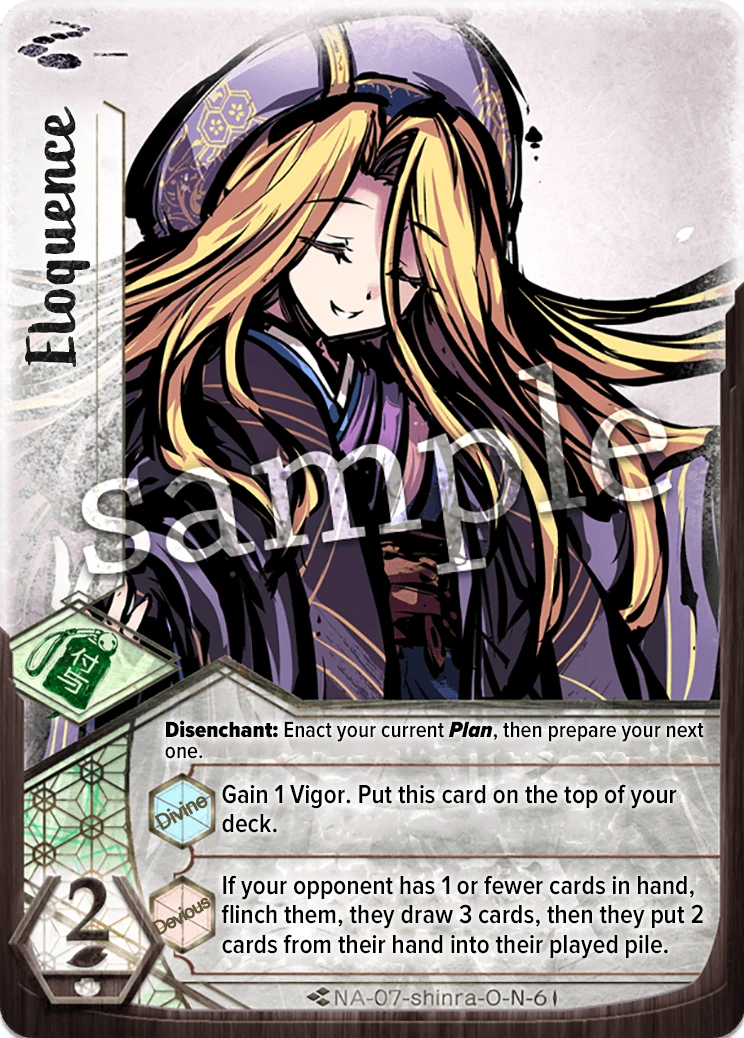 Eloquence
sample
付与
Disenchant: Enact your current Plan, then prepare your next
one.
Divine
Gain 1 Vigor. Put this card on the top of your
deck.
Devious
If your opponent has 1 or fewer cards in hand,
flinch them, they draw 3 cards, then they put 2
cards from their hand into their played pile.
2
NA-07-shinra-O-N-6